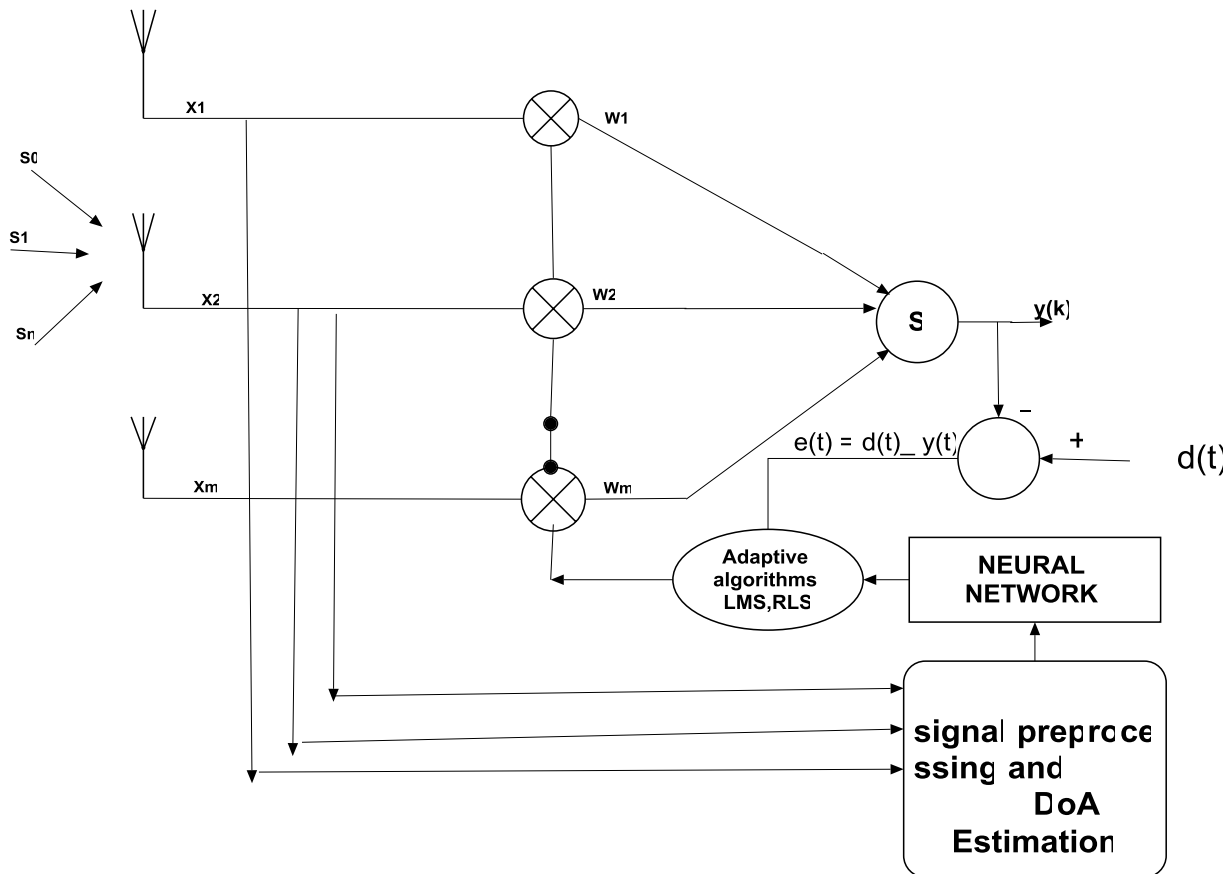 X1
W1
S0
S1
X2
W2
Sn
S
y(k)
–
+
e(t) = d(t)_ y(t)
d(t)
Xm
Wm
Adaptive
algorithms
LMS,RLS
NEURAL
NETWORK
signal preproce
ssing and
DoA
Estimation